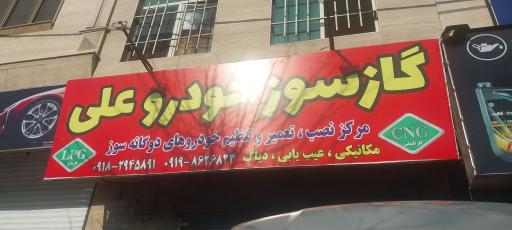 گازسوز خودرو علی
مرکز نصب، تعمیر و تنظیم خودروهای دوگانه سوز
مکانیکی، عیب یابی، دیاگ
CNG
LPG
۰۹۱۹-۸۶۲۶۸۲۳
۰۹۱۸-۲۹۴۵۸۹۱